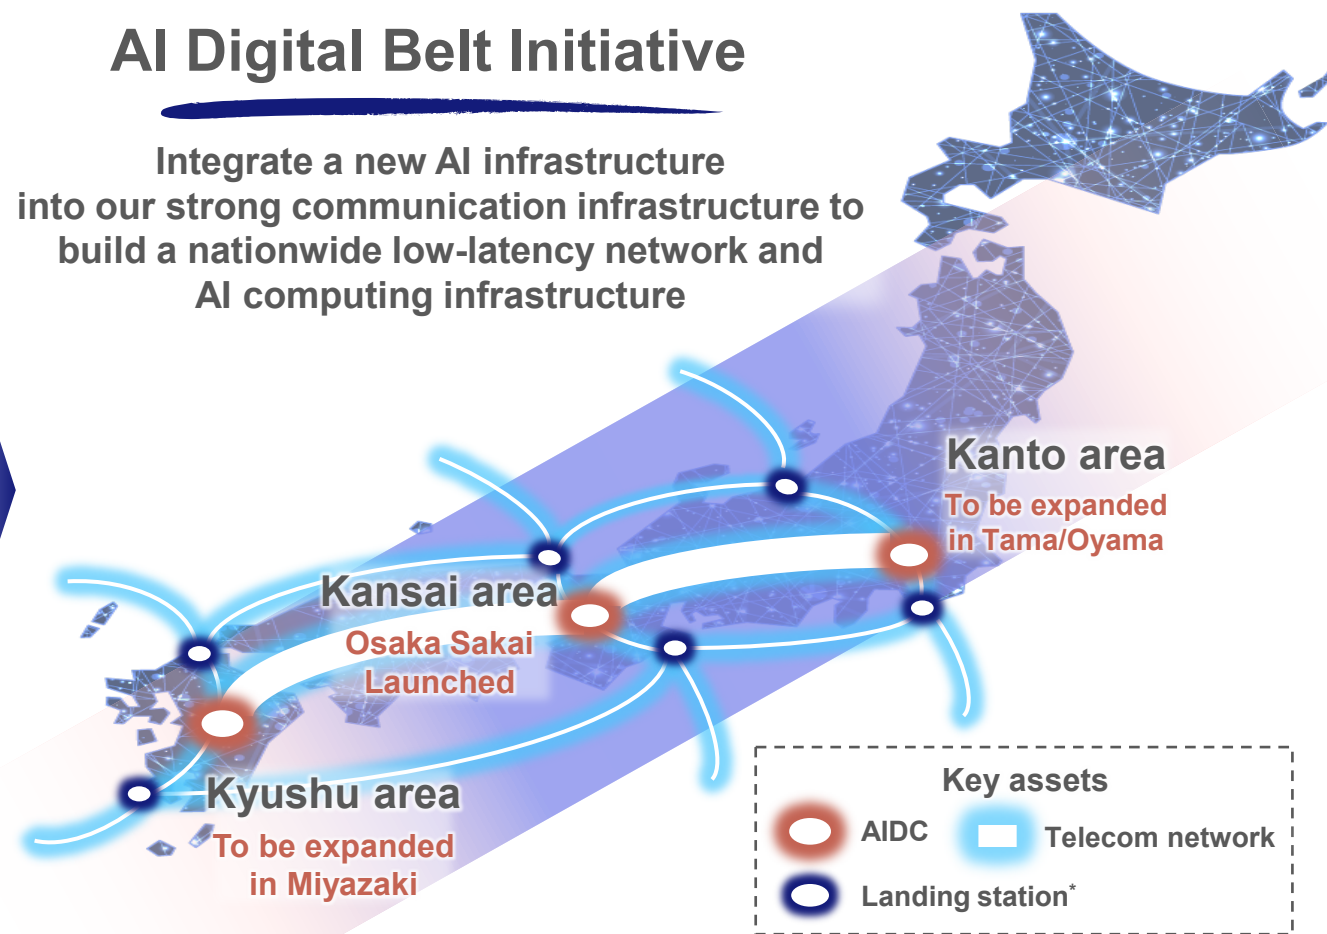 AI Digital Belt Initiative
Integrate a new AI infrastructure
into our strong communication infrastructure to
build a nationwide low-latency network and
AI computing infrastructure
Kanto area
To be expanded
in Tama/Oyama
Kansai area
Osaka Sakai
Launched
Kyushu area
To be expanded
in Miyazaki
Key assets
AIDC
Telecom network
Landing station*